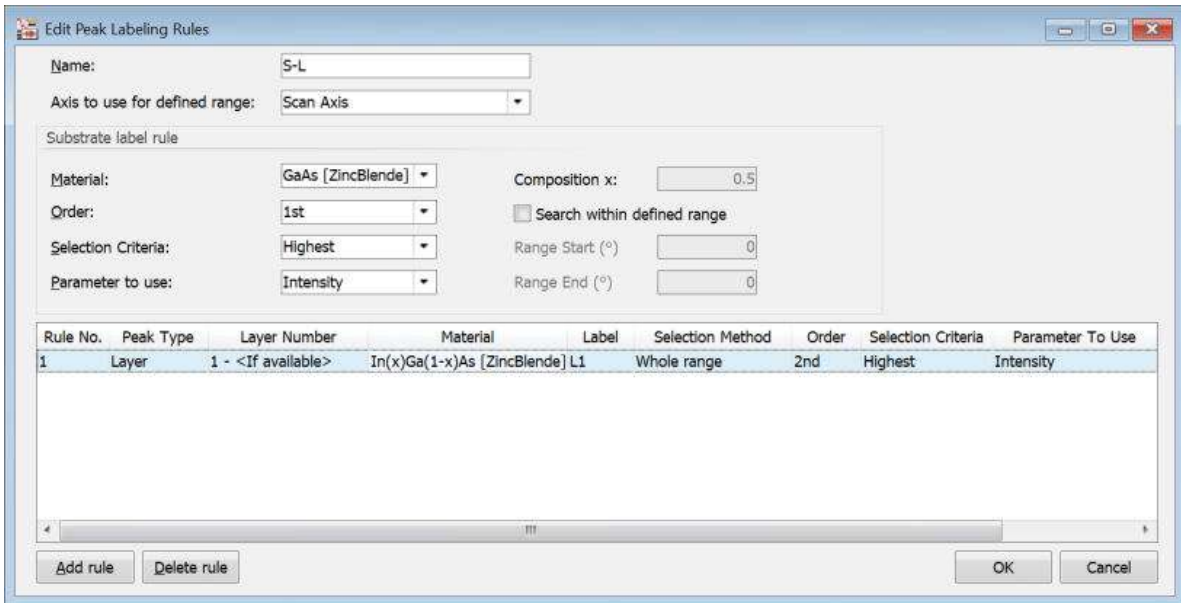 Edit Peak Labeling Rules
Name: S-L
Axis to use for defined range: Scan Axis
Substrate label rule
Material: GaAs [ZincBlende] Composition x: 0.5
Order: 1st Search within defined range
Selection Criteria: Highest Range Start (°) 0
Parameter to use: Intensity Range End (°) 0
Rule No. Peak Type Layer Number Material Label Selection Method Order Selection Criteria Parameter To Use
1 Layer 1 - <If available> In(x)Ga(1-x)As [ZincBlende] L1 Whole range 2nd Highest Intensity
Add rule Delete rule OK Cancel